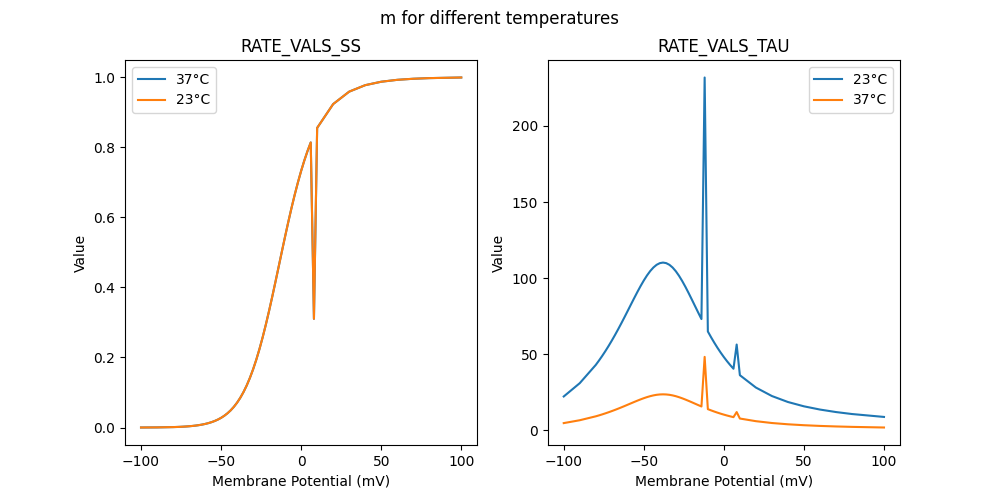 m for different temperatures
RATE_VALS_SS
RATE_VALS_TAU
37°C
23°C
23°C
37°C
Value
1.0
0.8
0.6
0.4
0.2
0.0
−100
−50
0
50
100
Membrane Potential (mV)
Value
200
150
100
50
0
−100
−50
0
50
100
Membrane Potential (mV)